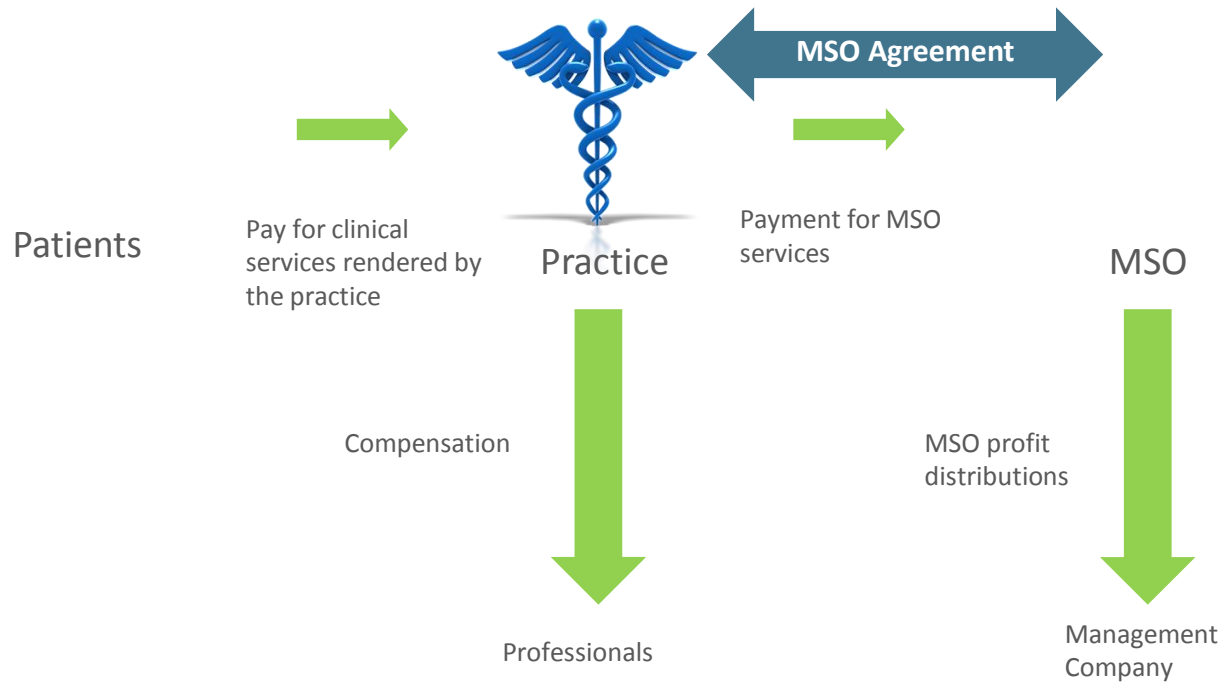 MSO Agreement
Patients
Pay for clinical
services rendered by
the practice
Practice
Payment for MSO
services
MSO
Compensation
MSO profit
distributions
Professionals
Management
Company